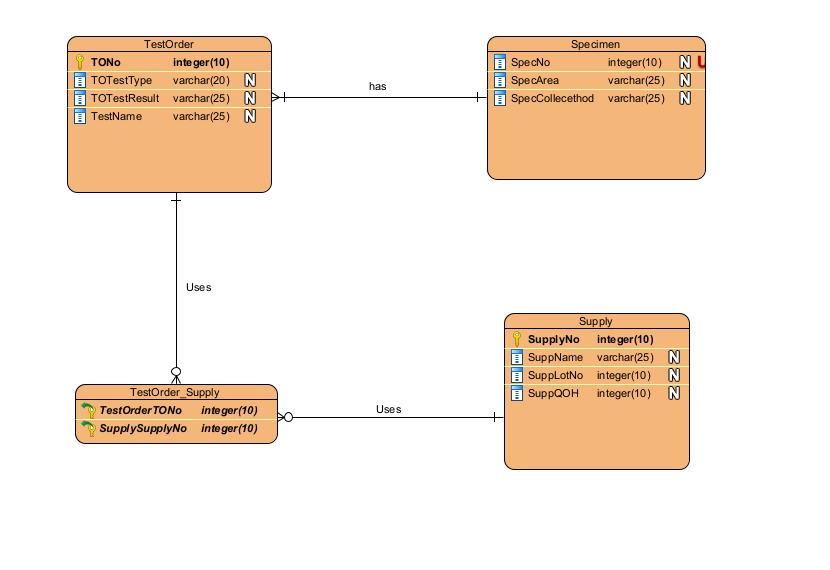 TestOrder
TONo integer(10)
TOTestType varchar(20) N
TOTestResult varchar(25) N
TestName varchar(25) N
Specimen
SpecNo integer(10) N U
SpecArea varchar(25) N
SpecCollecethod varchar(25) N
has
Uses
Supply
SupplyNo integer(10)
SuppName varchar(25) N
SuppLotNo integer(10) N
SuppQOH integer(10) N
TestOrder_Supply
TestOrderTONo integer(10)
SupplySupplyNo integer(10)
Uses